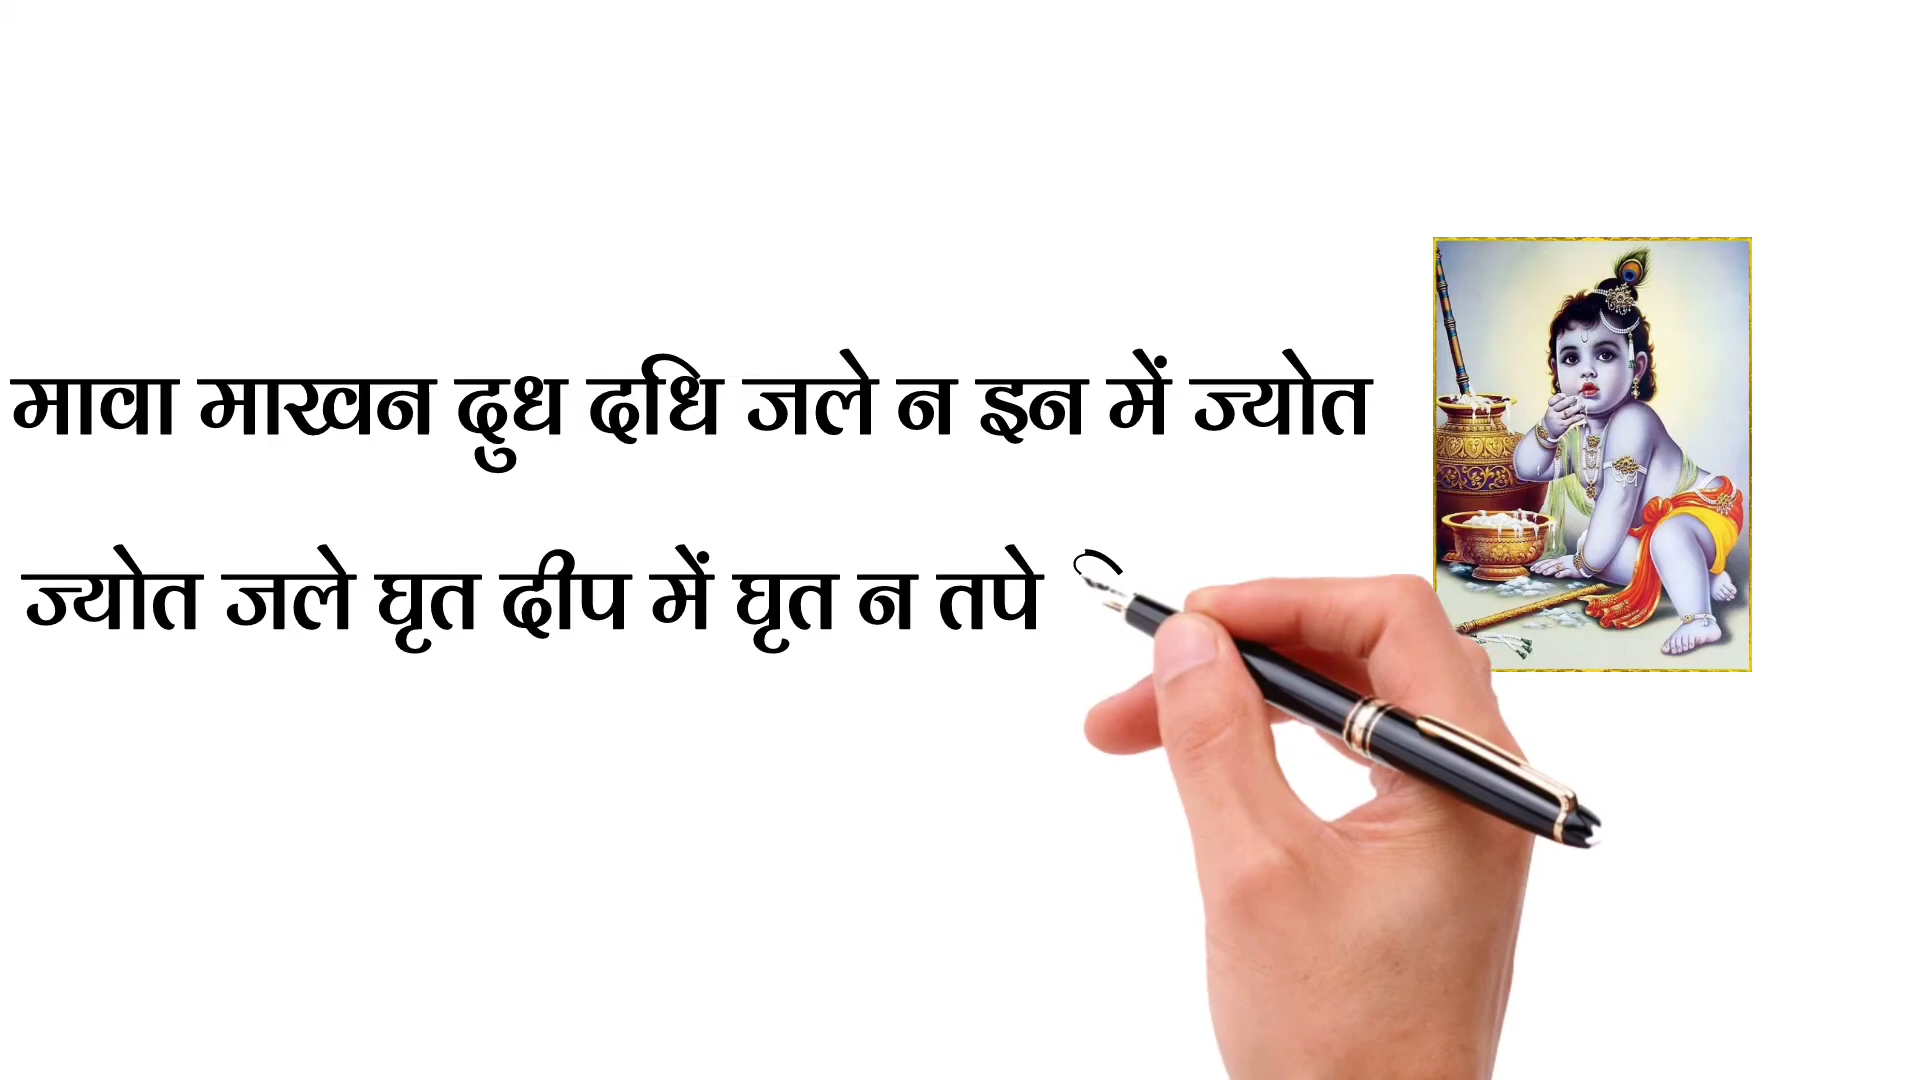 मावा माखन दुध दधि जले न इन में ज्योत
ज्योत जले घृत दीप में घृत न तपे